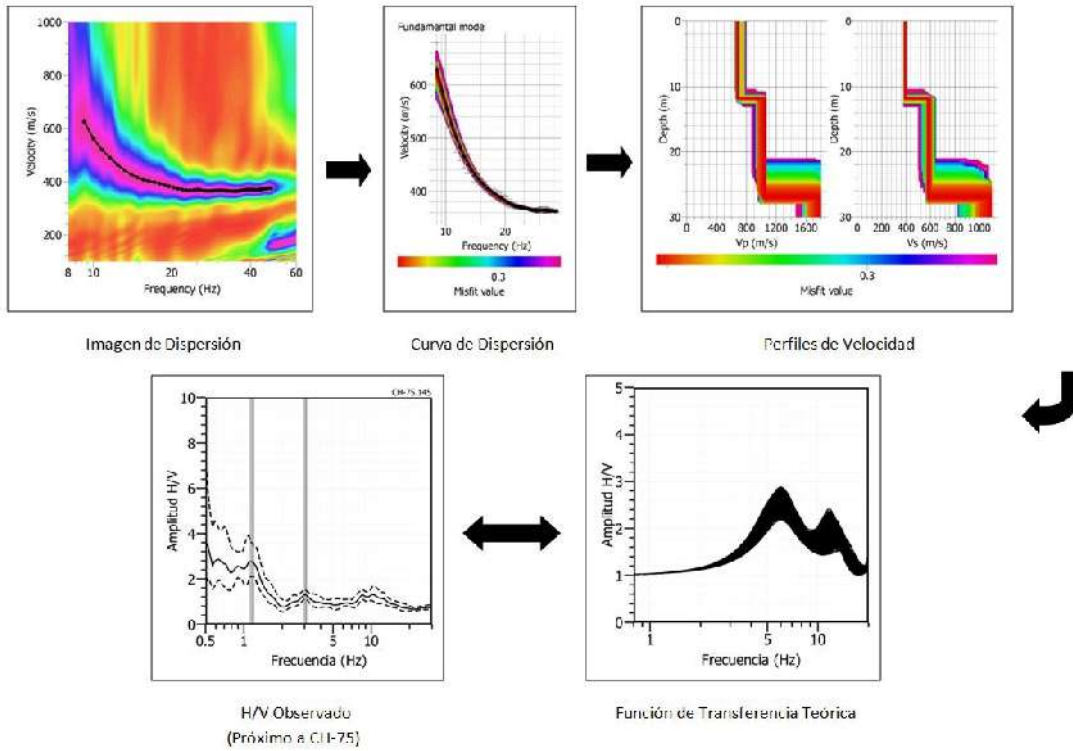 1000
800
600
400
200
Velocity (m/s)
8 10 20 40 60
Frequency (Hz)
Imagen de Dispersión
Fundamental mode
600
500
400
Velocity (m/s)
10 20
Frequency (Hz)
0.3
Misfit value
Curva de Dispersión
0
10
20
30
Depth (m)
0 400 800 1200 1600
Vp (m/s)
0
10
20
30
Depth (m)
0 200 400 600 800 1000
Vs (m/s)
0.3
Misfit value
Perfiles de Velocidad
CH-75.145
10
8
6
4
2
0
Amplitud H/V
0.5 1 5 10
Frecuencia (Hz)
H/V Observado
(Próximo a CH-75)
5
4
3
2
1
0
Amplitud H/V
1 5 10
Frecuencia (Hz)
Función de Transferencia Teórica